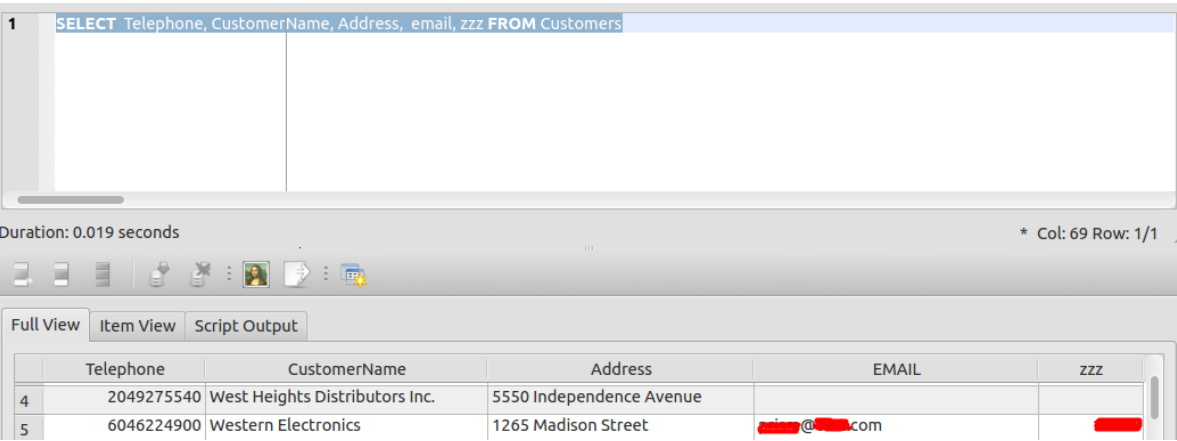 1 SELECT Telephone, CustomerName, Address, email, zzz FROM Customers
Duration: 0.019 seconds * Col: 69 Row: 1/1
Full View Item View Script Output
Telephone CustomerName Address EMAIL zzz
4 2049275540 West Heights Distributors Inc. 5550 Independence Avenue
5 6046224900 Western Electronics 1265 Madison Street @ .com